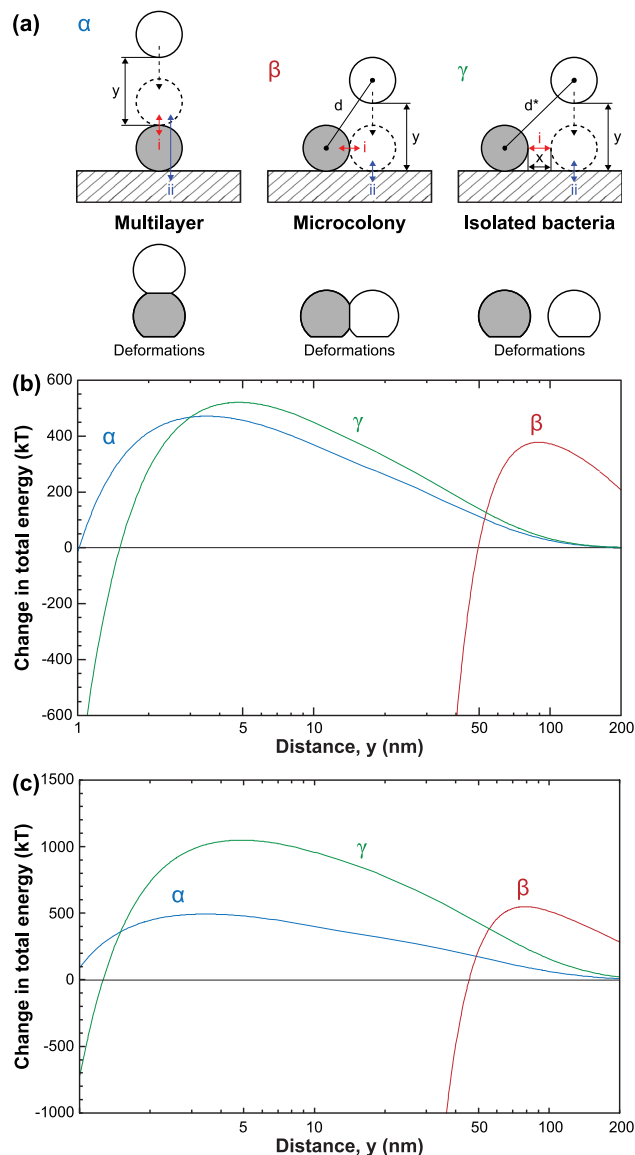 (a)
α
β
γ
y
i
ii
d
i
y
ii
d*
i
x
y
ii
Multilayer
Microcolony
Isolated bacteria
Deformations
Deformations
Deformations
(b)
Change in total energy (kT)
600
400
200
0
-200
-400
-600
α
γ
β
1
5
10
50
100
200
Distance, y (nm)
(c)
Change in total energy (kT)
1500
1000
500
0
-500
-1000
γ
α
β
5
10
50
100
200
Distance, y (nm)